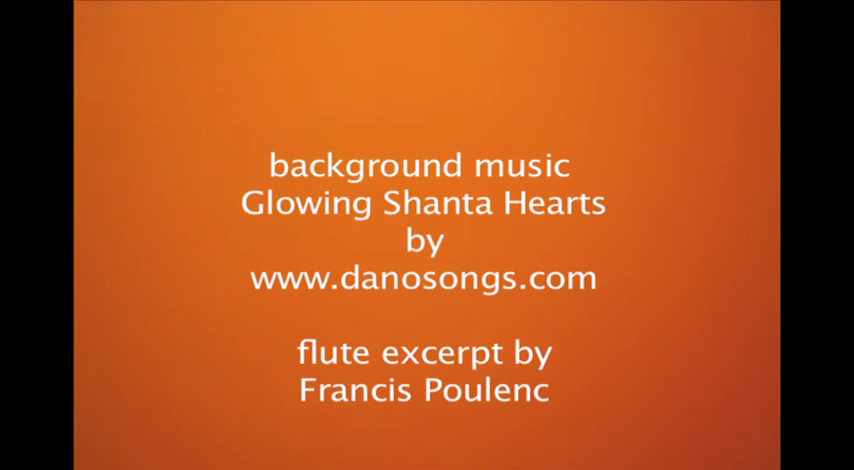 background music
Glowing Shanta Hearts
by
www.danosongs.com
flute excerpt by
Francis Poulenc